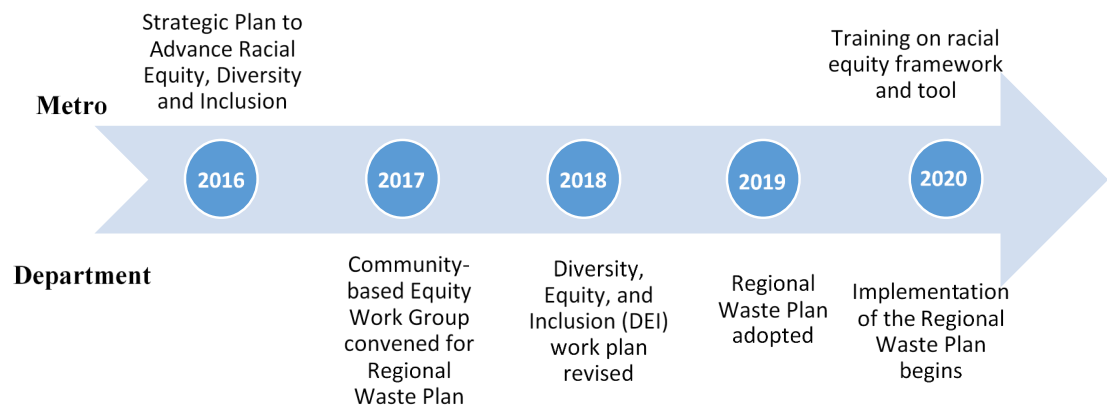 Strategic Plan to
Advance Racial
Equity, Diversity
and Inclusion
Training on racial
equity framework
and tool
Metro
2016
2017
2018
2019
2020
Department
Community-
based Equity
Work Group
convened for
Regional
Waste Plan
Diversity,
Equity, and
Inclusion (DEI)
work plan
revised
Regional
Waste Plan
adopted
Implementation
of the Regional
Waste Plan
begins